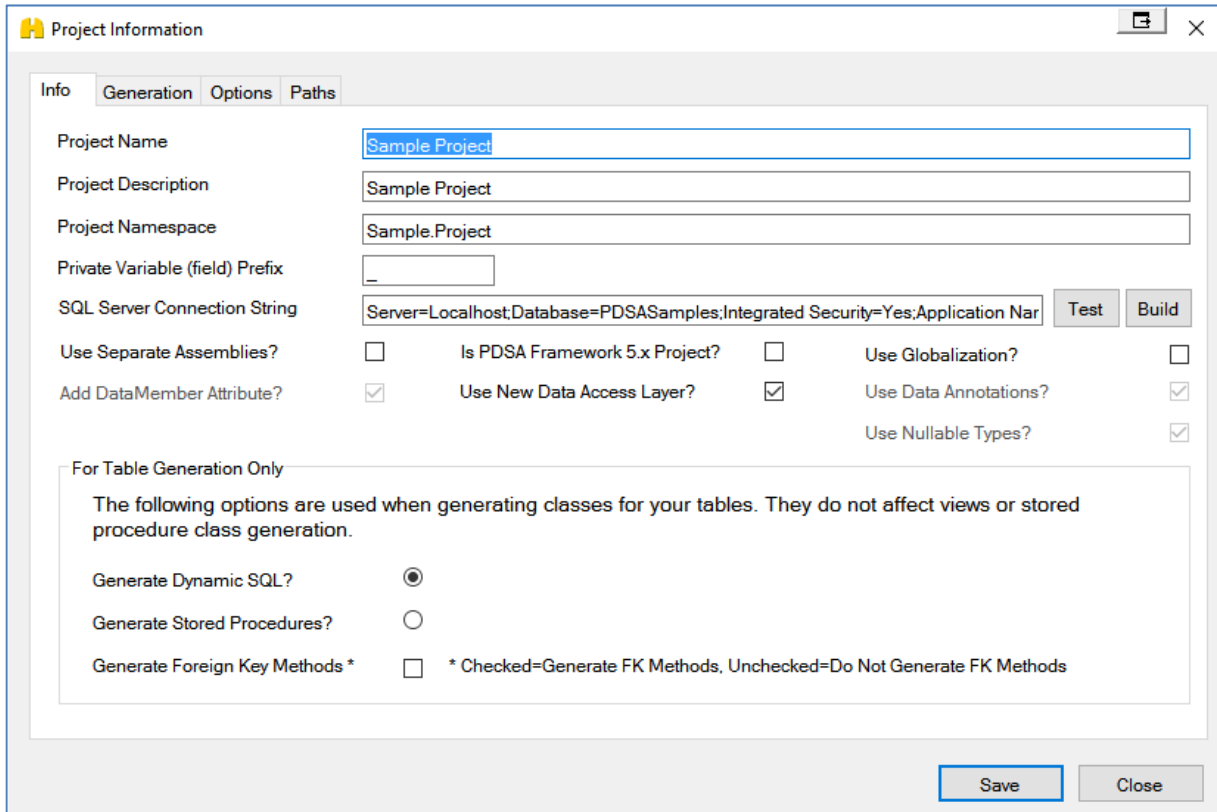 Project Information
Info Generation Options Paths
Project Name Sample Project
Project Description Sample Project
Project Namespace Sample.Project
Private Variable (field) Prefix _
SQL Server Connection String Server=Localhost;Database=PDSASamples;Integrated Security=Yes;Application Nar Test Build
Use Separate Assemblies? Is PDSA Framework 5.x Project? Use Globalization?
Add DataMember Attribute? Use New Data Access Layer? Use Data Annotations?
Use Nullable Types?
For Table Generation Only
The following options are used when generating classes for your tables. They do not affect views or stored
procedure class generation.
Generate Dynamic SQL?
Generate Stored Procedures?
Generate Foreign Key Methods * * Checked=Generate FK Methods, Unchecked=Do Not Generate FK Methods
Save Close